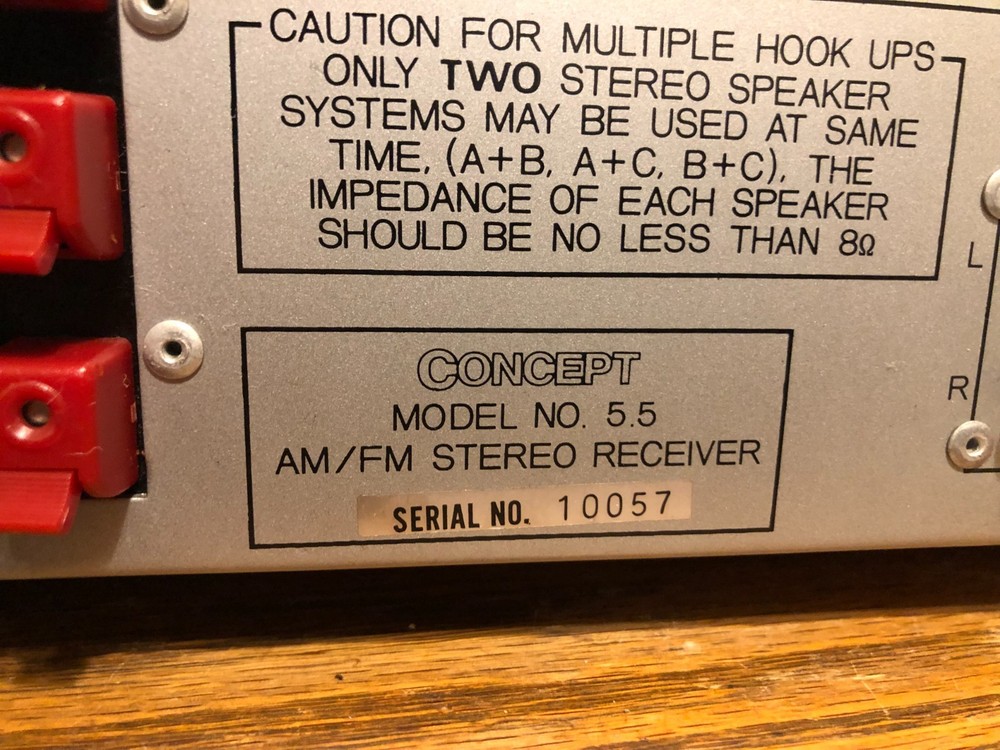 CAUTION FOR MULTIPLE HOOK UPS
ONLY TWO STEREO SPEAKER
SYSTEMS MAY BE USED AT SAME
TIME, (A+B, A+C, B+C), THE
IMPEDANCE OF EACH SPEAKER
SHOULD BE NO LESS THAN 8Ω
L
R
CONCEPT
MODEL NO. 5.5
AM/FM STEREO RECEIVER
SERIAL NO. 10057